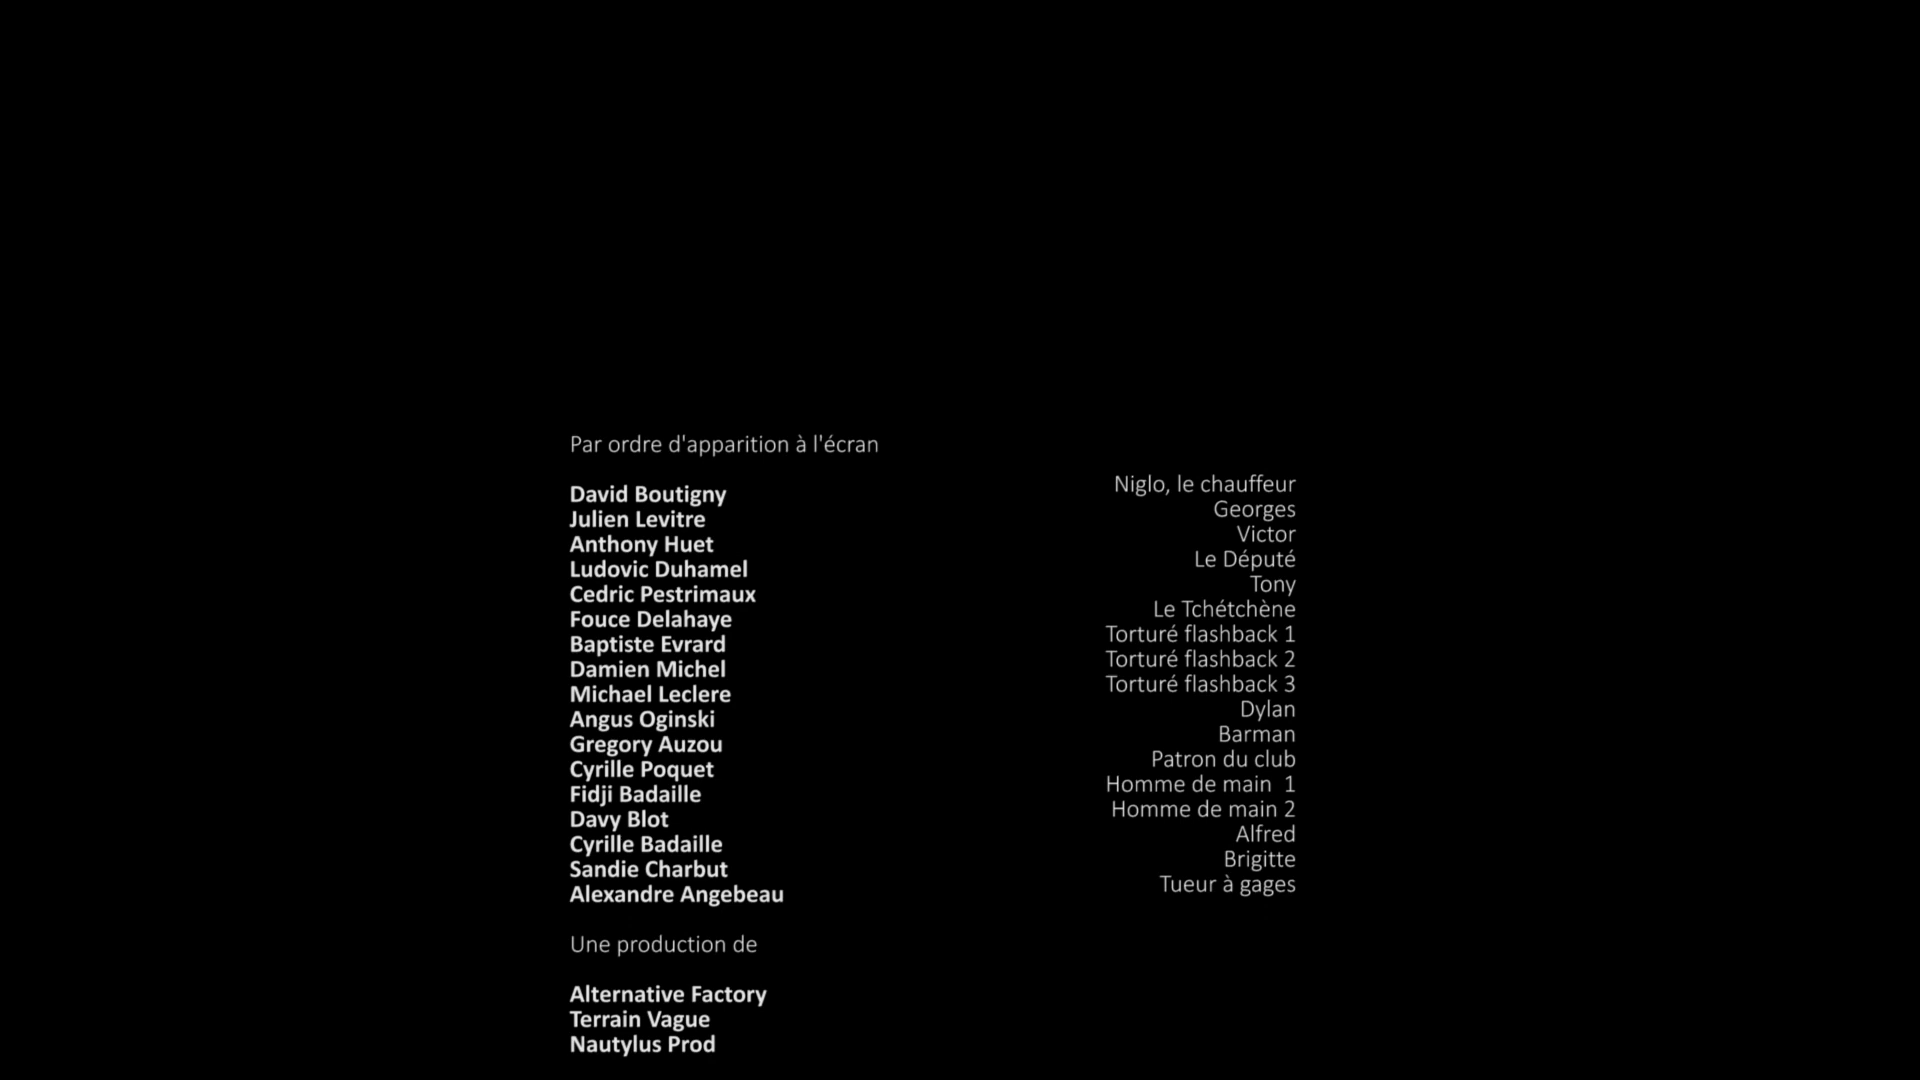 Par ordre d'apparition à l'écran
David Boutigny Niglo, le chauffeur
Julien Levitre Georges
Anthony Huet Victor
Ludovic Duhamel Le Député
Cedric Pestrimaux Tony
Fouce Delahaye Le Tchétchène
Baptiste Evrard Torturé flashback 1
Damien Michel Torturé flashback 2
Michael Leclere Torturé flashback 3
Angus Oginski Dylan
Gregory Auzou Barman
Cyrille Poquet Patron du club
Fidji Badaille Homme de main 1
Davy Blot Homme de main 2
Cyrille Badaille Alfred
Sandie Charbut Brigitte
Alexandre Angebeau Tueur à gages
Une production de
Alternative Factory
Terrain Vague
Nautylus Prod